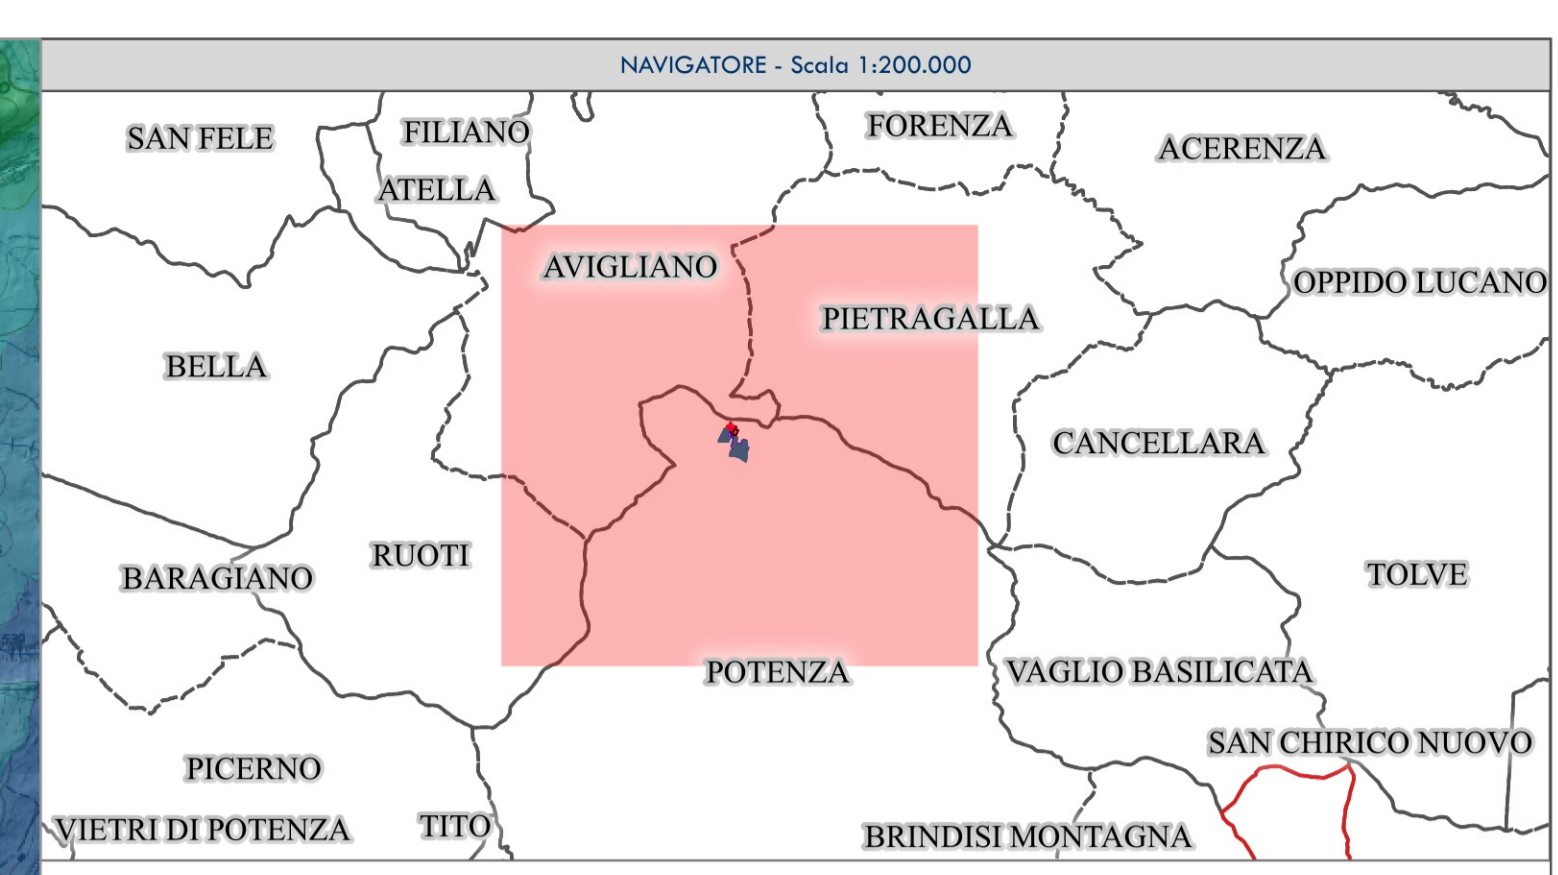 NAVIGATORE - Scala 1:200.000
SAN FELE
FILIANO
FORENZA
ACERENZA
ATELLA
AVIGLIANO
OPPIDO LUCANO
PIETRAGALLA
BELLA
CANCELLARA
RUOTI
BARAGIANO
TOLVE
POTENZA
VAGLIO BASILICATA
SAN CHIRICO NUOVO
PICERNO
VIETRI DI POTENZA
TITO
BRINDISI MONTAGNA